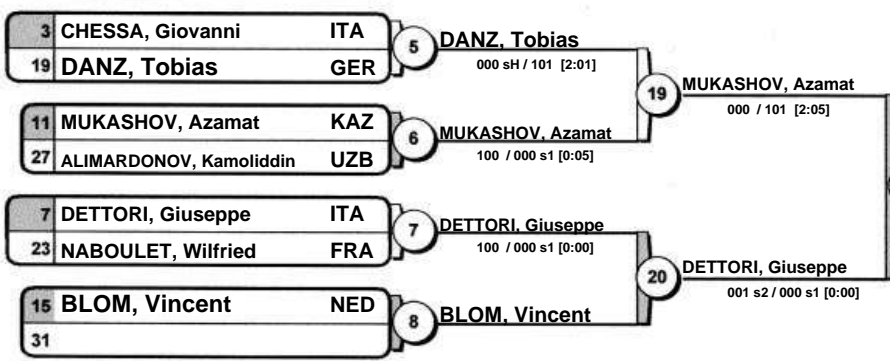 3 CHESSA, Giovanni ITA
19 DANZ, Tobias GER
5 DANZ, Tobias
000 sH / 101 [2:01]
11 MUKASHOV, Azamat KAZ
27 ALIMARDONOV, Kamoliddin UZB
6 MUKASHOV, Azamat
100 / 000 s1 [0:05]
19 MUKASHOV, Azamat
000 / 101 [2:05]
7 DETTORI, Giuseppe ITA
23 NABOULET, Wilfried FRA
7 DETTORI, Giuseppe
100 / 000 s1 [0:00]
15 BLOM, Vincent NED
31
8 BLOM, Vincent
20 DETTORI, Giuseppe
001 s2 / 000 s1 [0:00]